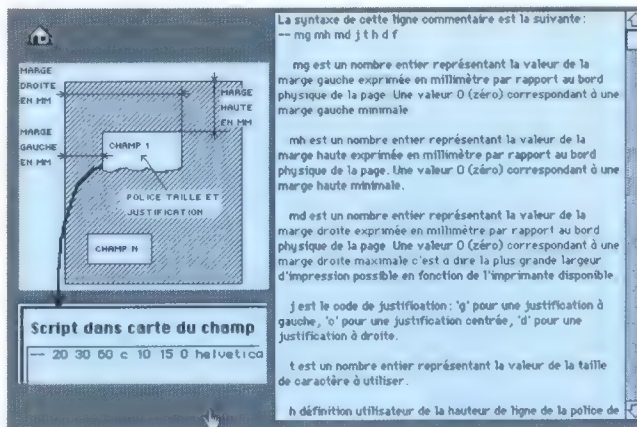 MARGE
DROITE
EN MM
MARGE
HAUTE
EN MM
MARGE
GAUCHE
EN MM
CHAMP 1
POLICE TAILLE ET
JUSTIFICATION
CHAMP N
Script dans carte du champ
-- 20 30 60 c 10 15 0 helvetica
La syntaxe de cette ligne commentaire est la suivante :
-- mg mh md j t h d f
mg est un nombre entier représentant la valeur de la
marge gauche exprimée en millimètre par rapport au bord
physique de la page. Une valeur 0 (zéro) correspondant à une
marge gauche minimale
mh est un nombre entier représentant la valeur de la
marge haute exprimée en millimètre par rapport au bord
physique de la page. Une valeur 0 (zéro) correspondant à une
marge haute minimale.
md est un nombre entier représentant la valeur de la
marge droite exprimée en millimètre par rapport au bord
physique de la page Une valeur 0 (zéro) correspondant à une
marge droite maximale c'est a dire la plus grande largeur
d'impression possible en fonction de l'imprimante disponible
j est le code de justification : 'g' pour une justification à
gauche, 'c' pour une justification centrée, 'd' pour une
justification à droite.
t est un nombre entier représentant la valeur de la taille
de caractère à utiliser.
h définition utilisateur de la hauteur de ligne de la police de